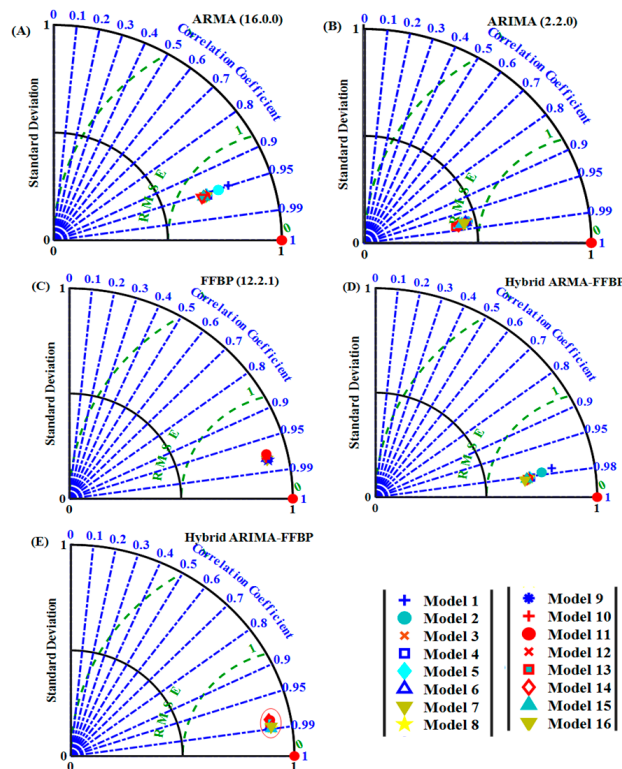 (A)
ARMA (16.0.0)
1
0 0.1 0.2 0.3 0.4 0.5 0.6 0.7 0.8 0.9 0.95 0.99 1
Correlation Coefficient
Standard Deviation
R M S E
1
0
0
1
(B)
ARIMA (2.2.0)
1
0 0.1 0.2 0.3 0.4 0.5 0.6 0.7 0.8 0.9 0.95 0.99 1
Correlation Coefficient
Standard Deviation
R M S E
1
0
0
1
(C)
FFBP (12.2.1)
1
0 0.1 0.2 0.3 0.4 0.5 0.6 0.7 0.8 0.9 0.95 0.99 1
Correlation Coefficient
Standard Deviation
R M S E
1
0
0
1
(D)
Hybrid ARMA-FFBP
1
0 0.1 0.2 0.3 0.4 0.5 0.6 0.7 0.8 0.9 0.95 0.98 1
Correlation Coefficient
Standard Deviation
R M S E
1
0
0
1
(E)
Hybrid ARIMA-FFBP
1
0 0.1 0.2 0.3 0.4 0.5 0.6 0.7 0.8 0.9 0.95 0.99 1
Correlation Coefficient
Standard Deviation
R M S E
1
0
0
1
Model 1
Model 2
Model 3
Model 4
Model 5
Model 6
Model 7
Model 8
Model 9
Model 10
Model 11
Model 12
Model 13
Model 14
Model 15
Model 16